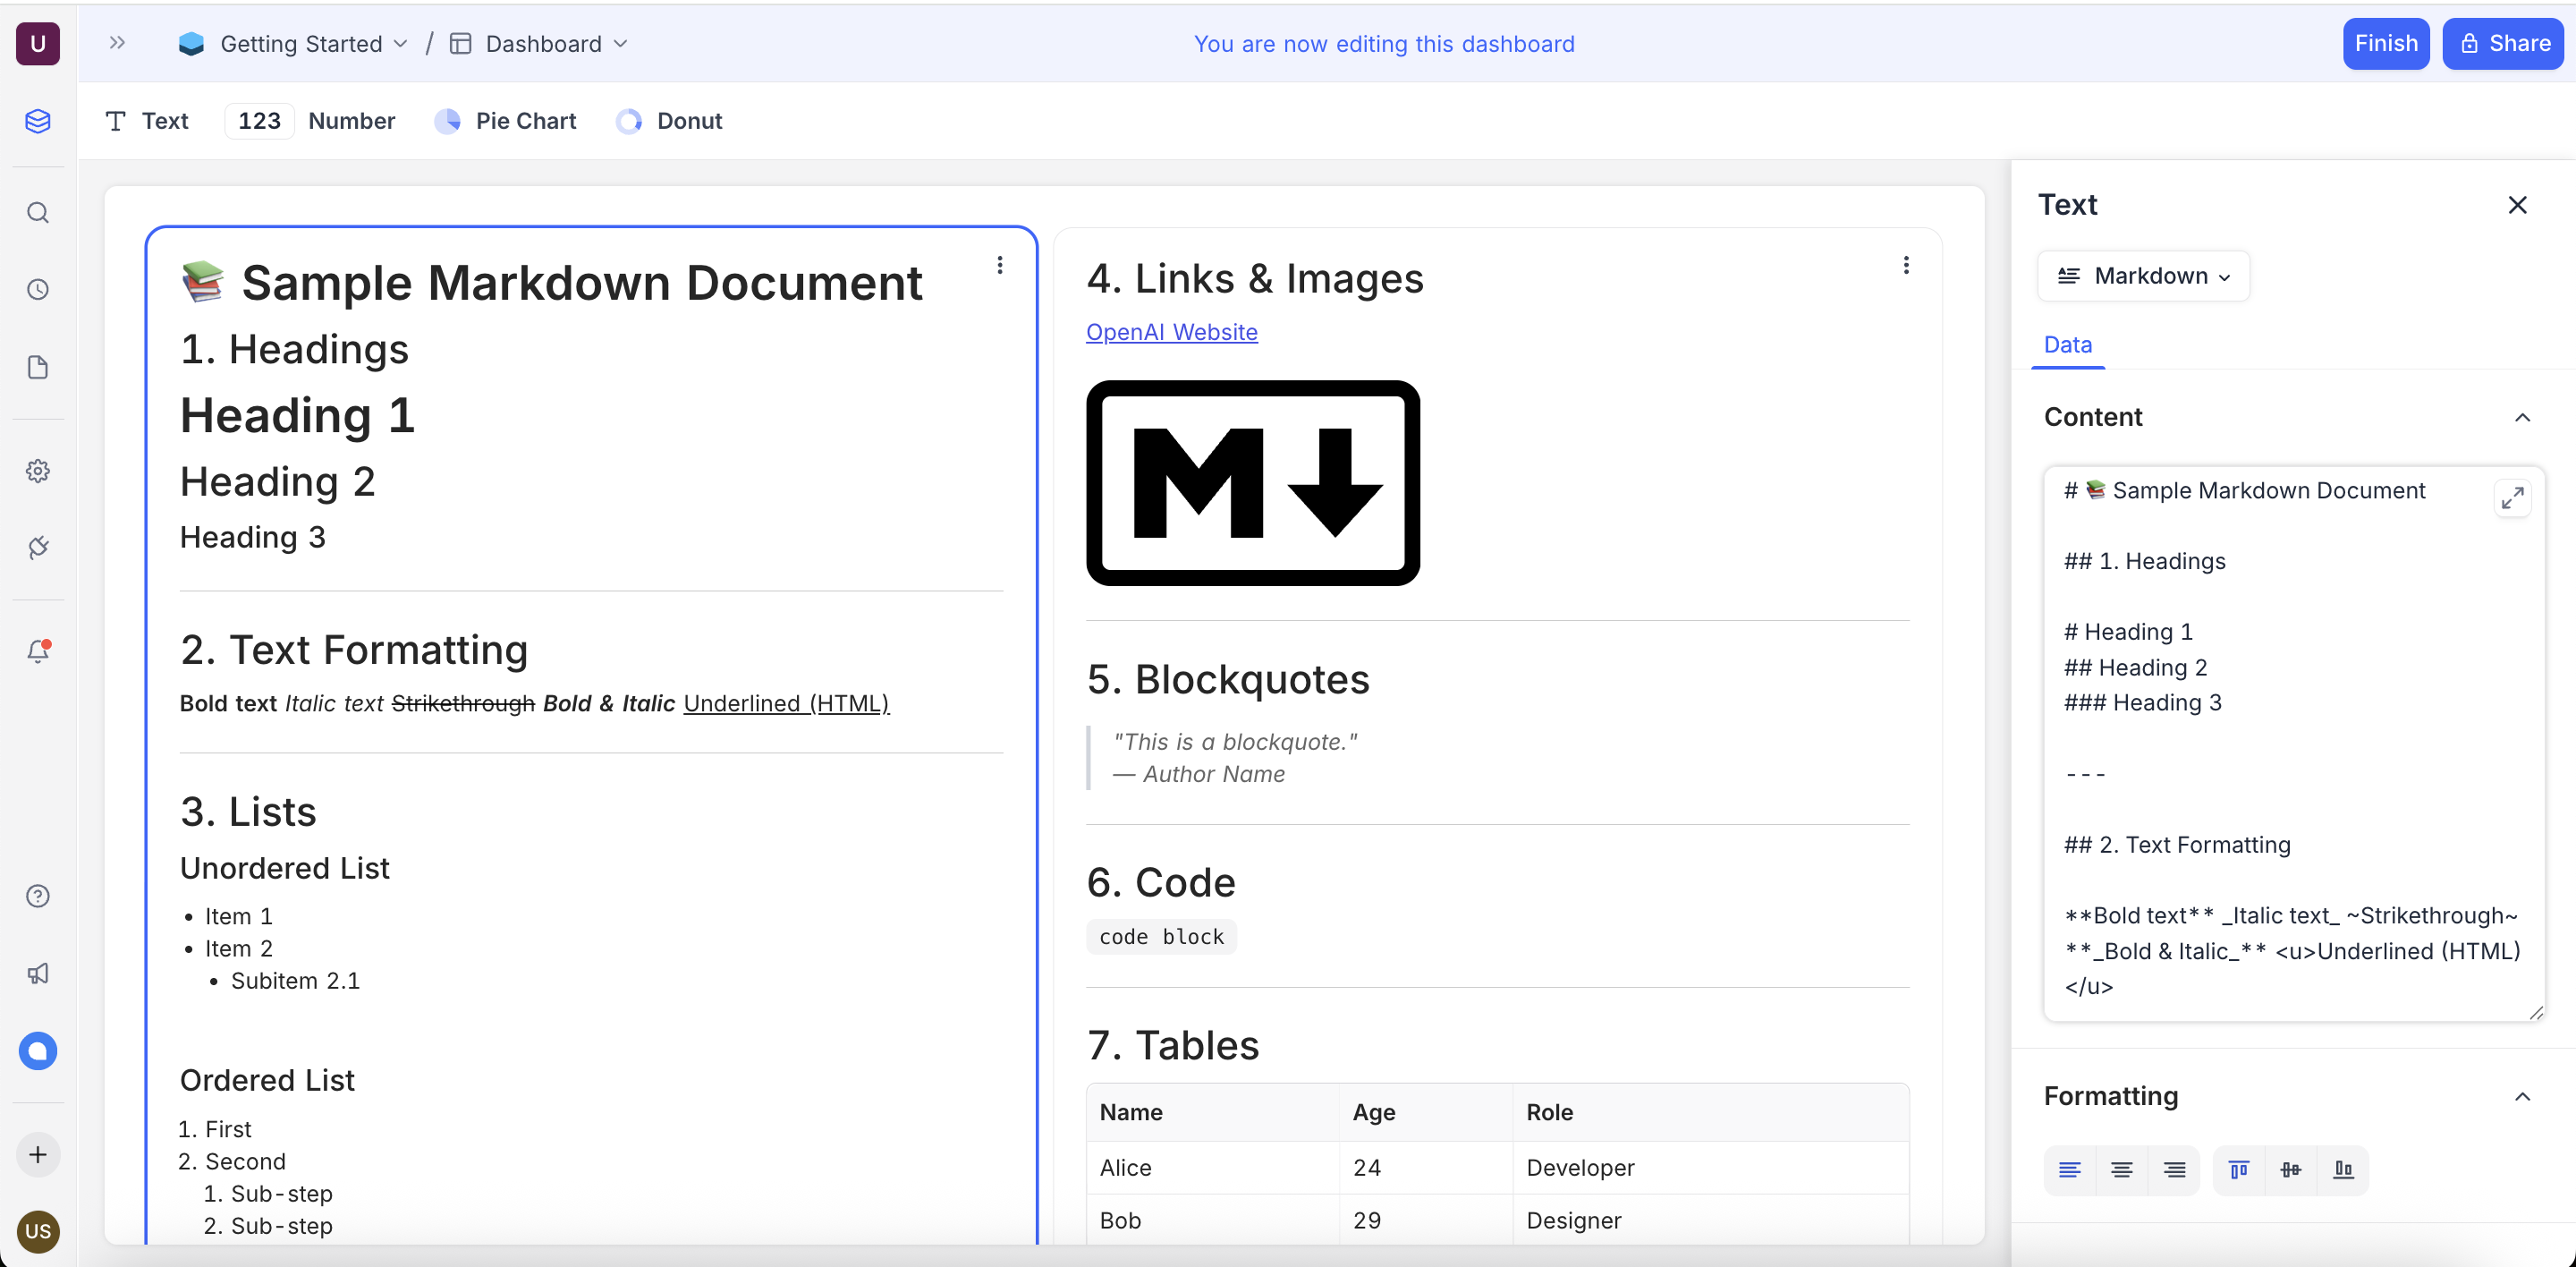 U
Getting Started / Dashboard
You are now editing this dashboard
Finish
Share
Text
123 Number
Pie Chart
Donut
📚 Sample Markdown Document
1. Headings
Heading 1
Heading 2
Heading 3
2. Text Formatting
Bold text Italic text Strikethrough Bold & Italic Underlined (HTML)
3. Lists
Unordered List
• Item 1
• Item 2
• Subitem 2.1
Ordered List
1. First
2. Second
1. Sub-step
2. Sub-step
4. Links & Images
OpenAI Website
M
5. Blockquotes
"This is a blockquote."
— Author Name
6. Code
code block
7. Tables
Name Age Role
Alice 24 Developer
Bob 29 Designer
Text
Markdown
Data
Content
# 📚 Sample Markdown Document
## 1. Headings
# Heading 1
## Heading 2
### Heading 3
---
## 2. Text Formatting
**Bold text** _Italic text_ ~Strikethrough~
**_Bold & Italic_** <u>Underlined (HTML)
</u>
Formatting
US